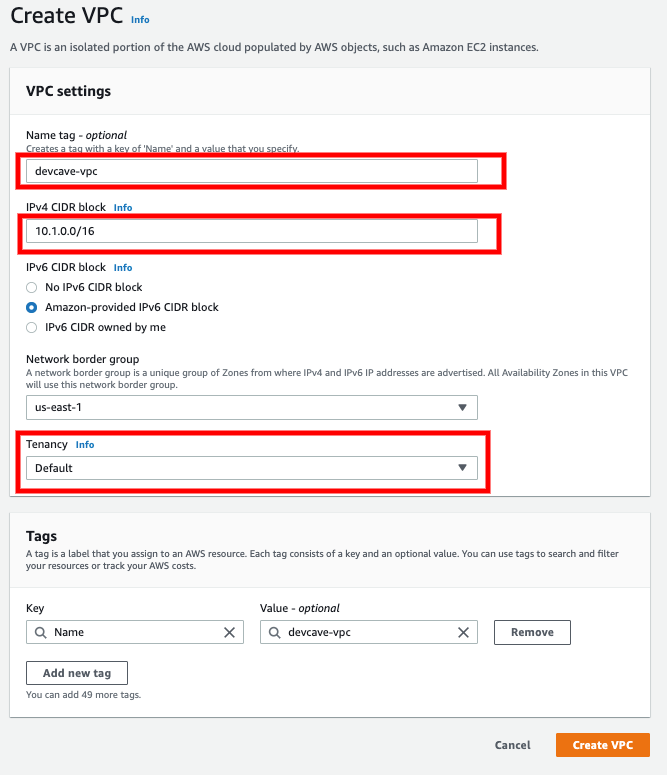 Create VPC Info
A VPC is an isolated portion of the AWS cloud populated by AWS objects, such as Amazon EC2 instances.
VPC settings
Name tag - optional
Creates a tag with a key of 'Name' and a value that you specify.
devcave-vpc
IPv4 CIDR block Info
10.1.0.0/16
IPv6 CIDR block Info
No IPv6 CIDR block
Amazon-provided IPv6 CIDR block
IPv6 CIDR owned by me
Network border group
A network border group is a unique group of Zones from where IPv4 and IPv6 IP addresses are advertised. All Availability Zones in this VPC
will use this network border group.
us-east-1
Tenancy Info
Default
Tags
A tag is a label that you assign to an AWS resource. Each tag consists of a key and an optional value. You can use tags to search and filter
your resources or track your AWS costs.
Key Value - optional
Name devcave-vpc Remove
Add new tag
You can add 49 more tags.
Cancel Create VPC